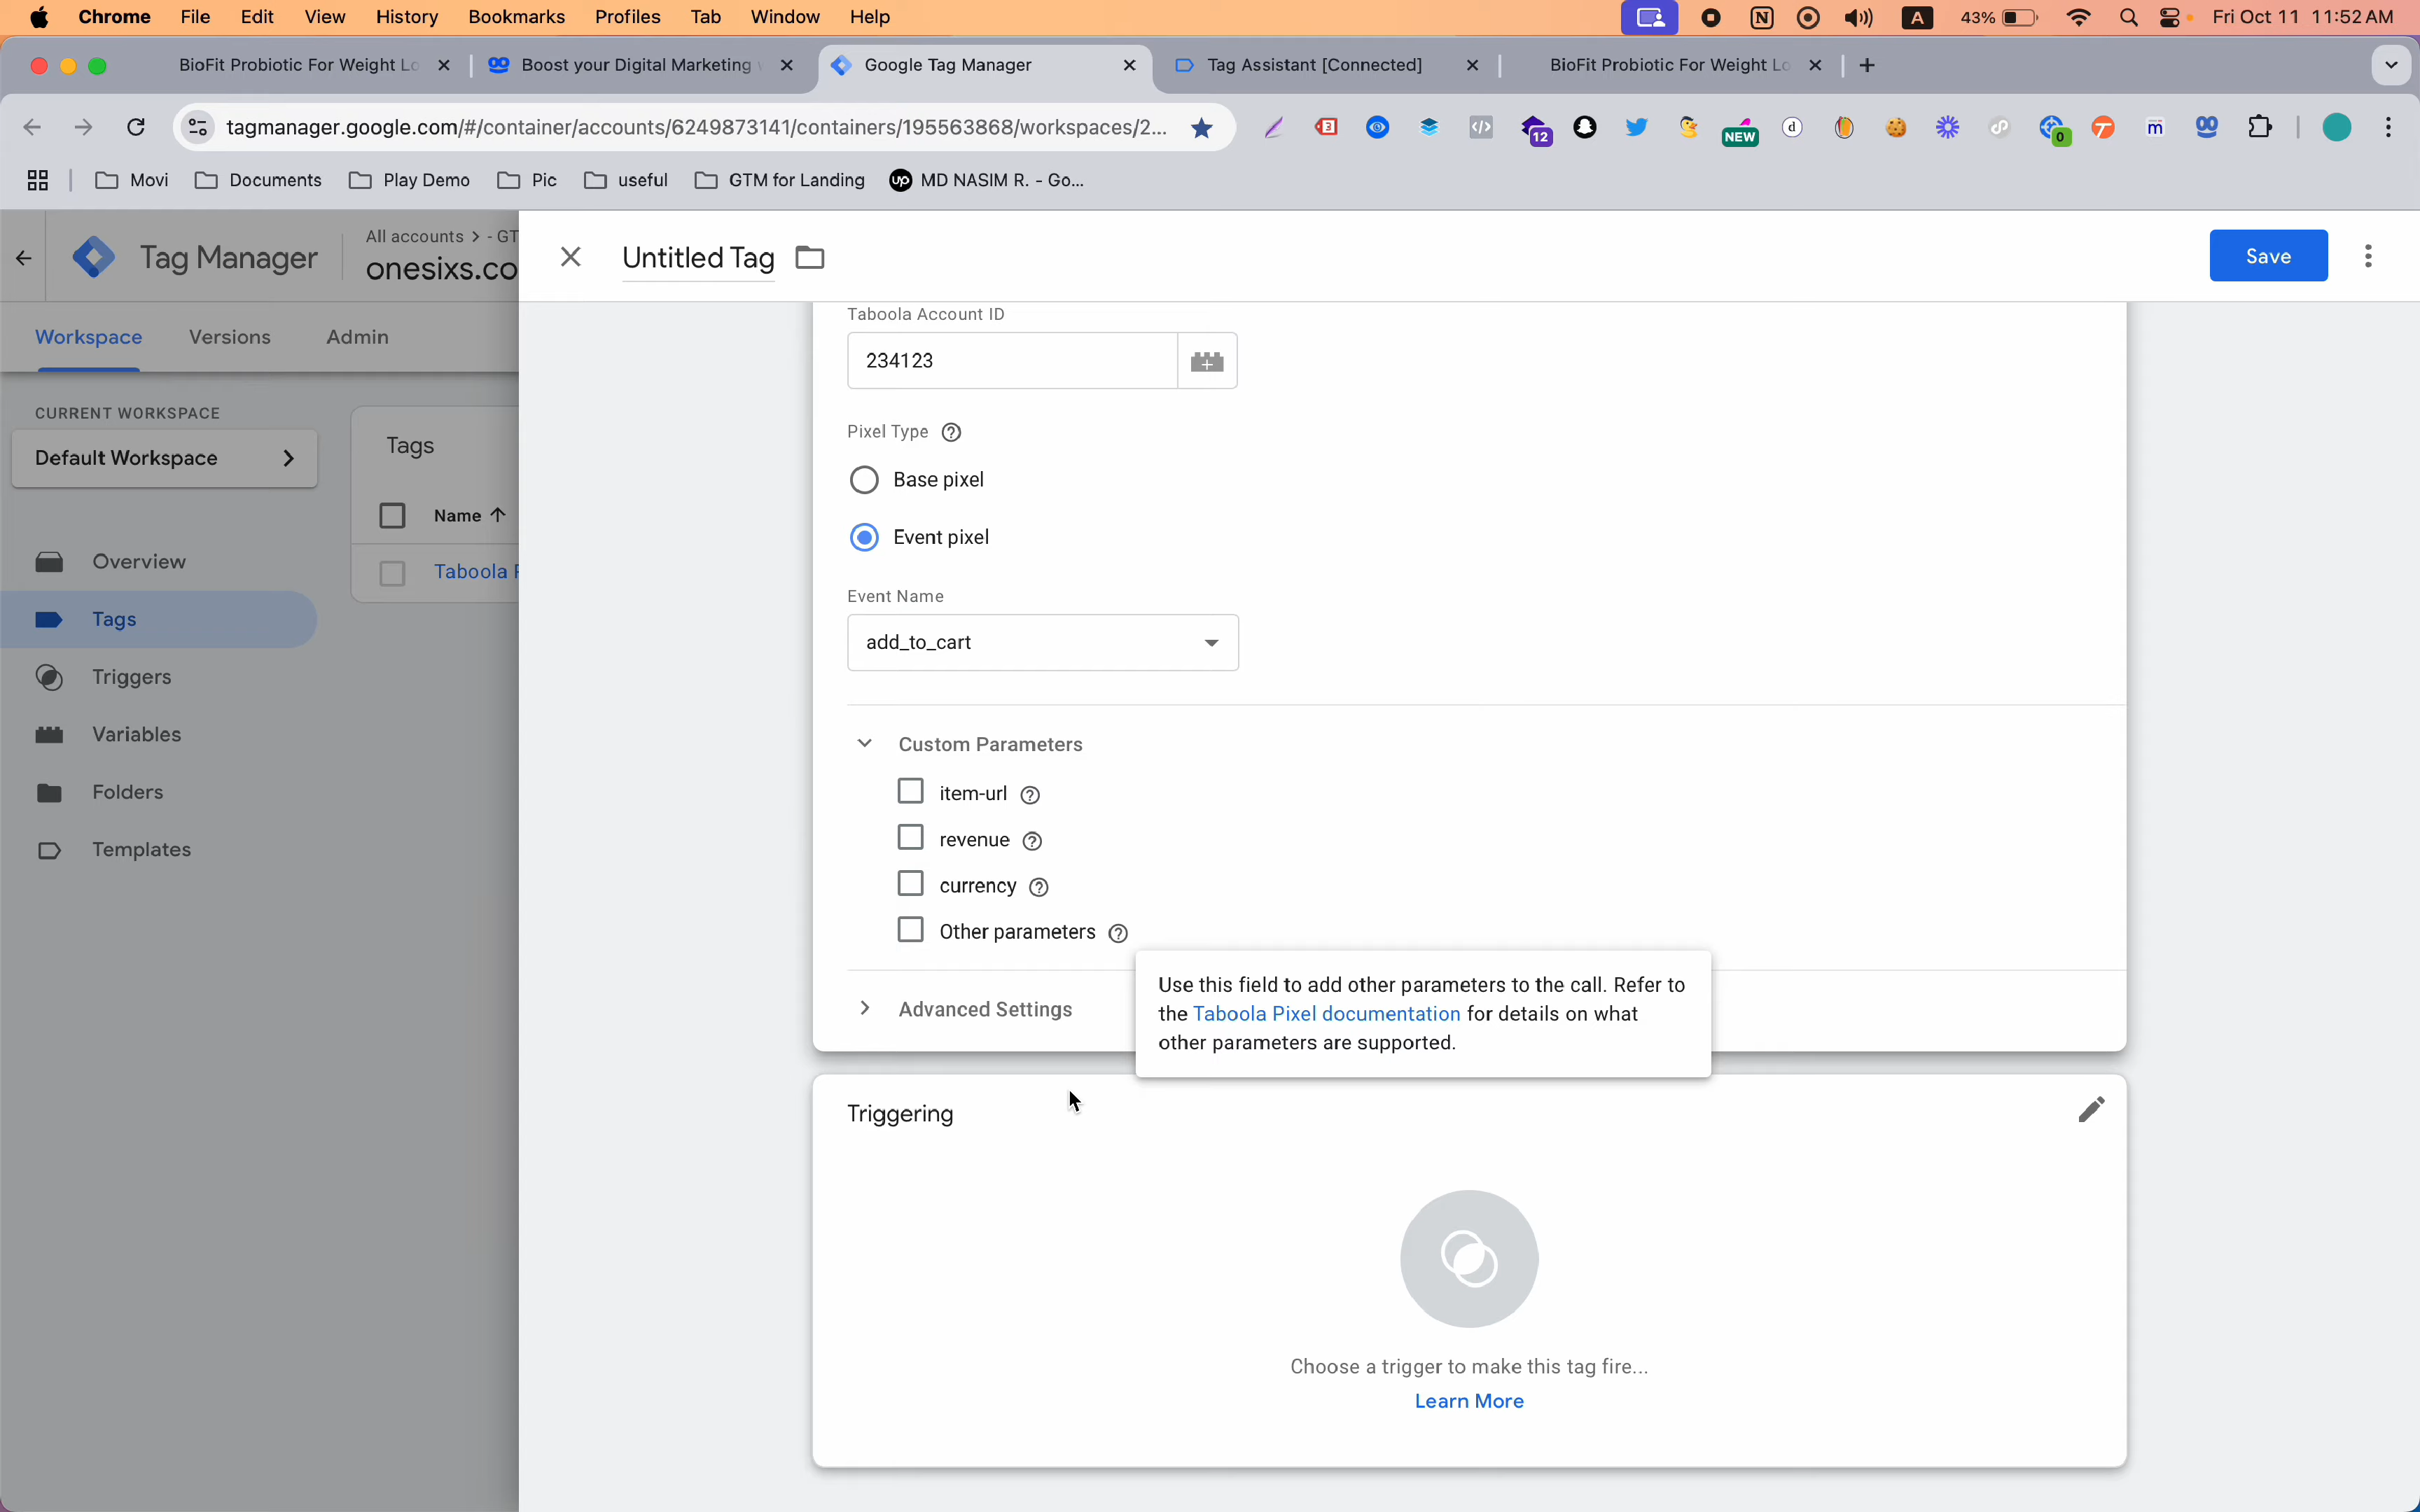 Chrome File Edit View History Bookmarks Profiles Tab Window Help
A 43% Fri Oct 11 11:52 AM
BioFit Probiotic For Weight Lo
Boost your Digital Marketing
Google Tag Manager
Tag Assistant [Connected]
BioFit Probiotic For Weight Lo
tagmanager.google.com/#/container/accounts/6249873141/containers/195563868/workspaces/2...
3
12
NEW
d
0
m
Movi
Documents
Play Demo
Pic
useful
GTM for Landing
up MD NASIM R. - Go...
Tag Manager
All accounts > - GT
onesixs.co
Untitled Tag
Save
Workspace Versions Admin
CURRENT WORKSPACE
Default Workspace
Overview
Tags
Triggers
Variables
Folders
Templates
Tags
Name
Taboola
Taboola Account ID
234123
Pixel Type
Base pixel
Event pixel
Event Name
add_to_cart
Custom Parameters
item-url
revenue
currency
Other parameters
Use this field to add other parameters to the call. Refer to
the Taboola Pixel documentation for details on what
other parameters are supported.
Advanced Settings
Triggering
Choose a trigger to make this tag fire...
Learn More